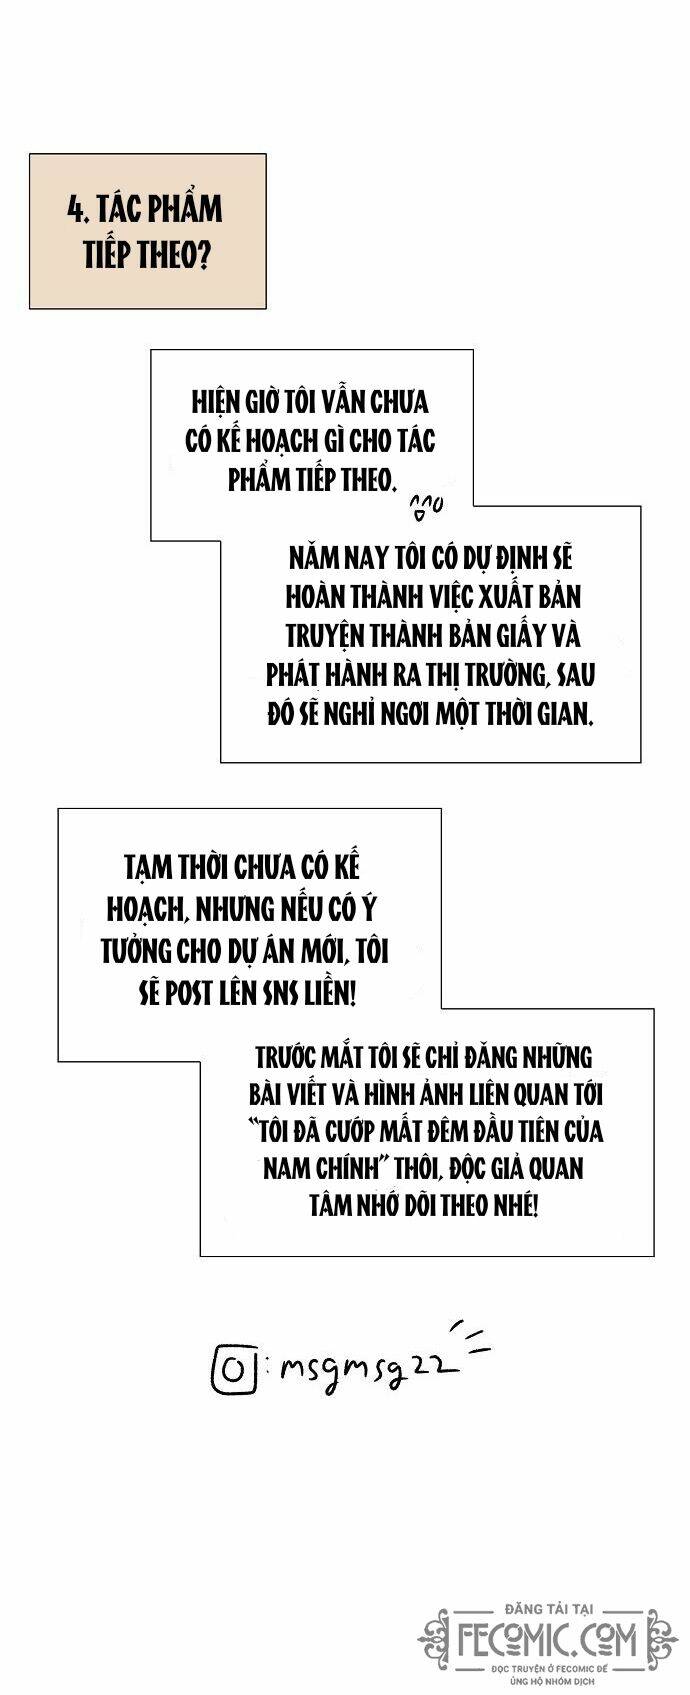 4. TÁC PHẨM
TIẾP THEO?
HIỆN GIỜ TÔI VẪN CHƯA
CÓ KẾ HOẠCH GÌ CHO TÁC
PHẨM TIẾP THEO.
NĂM NAY TÔI CÓ DỰ ĐỊNH SẼ
HOÀN THÀNH VIỆC XUẤT BẢN
TRUYỆN THÀNH BẢN GIẤY VÀ
PHÁT HÀNH RA THỊ TRƯỜNG, SAU
ĐÓ SẼ NGHỈ NGƠI MỘT THỜI GIAN.
TẠM THỜI CHƯA CÓ KẾ
HOẠCH, NHƯNG NẾU CÓ Ý
TƯỞNG CHO DỰ ÁN MỚI, TÔI
SẼ POST LÊN SNS LIỀN!
TRƯỚC MẮT TÔI SẼ CHỈ ĐĂNG NHỮNG
BÀI VIẾT VÀ HÌNH ẢNH LIÊN QUAN TỚI
“TÔI ĐÃ CƯỚP MẤT ĐÊM ĐẦU TIÊN CỦA
NAM CHÍNH” THÔI, ĐỘC GIẢ QUAN
TÂM NHỚ DÕI THEO NHÉ!
: msgmsg22
ĐĂNG TẢI TẠI
FECOMIC.COM
ĐỌC TRUYỆN Ở FECOMIC ĐỂ
ỦNG HỘ NHÓM DỊCH